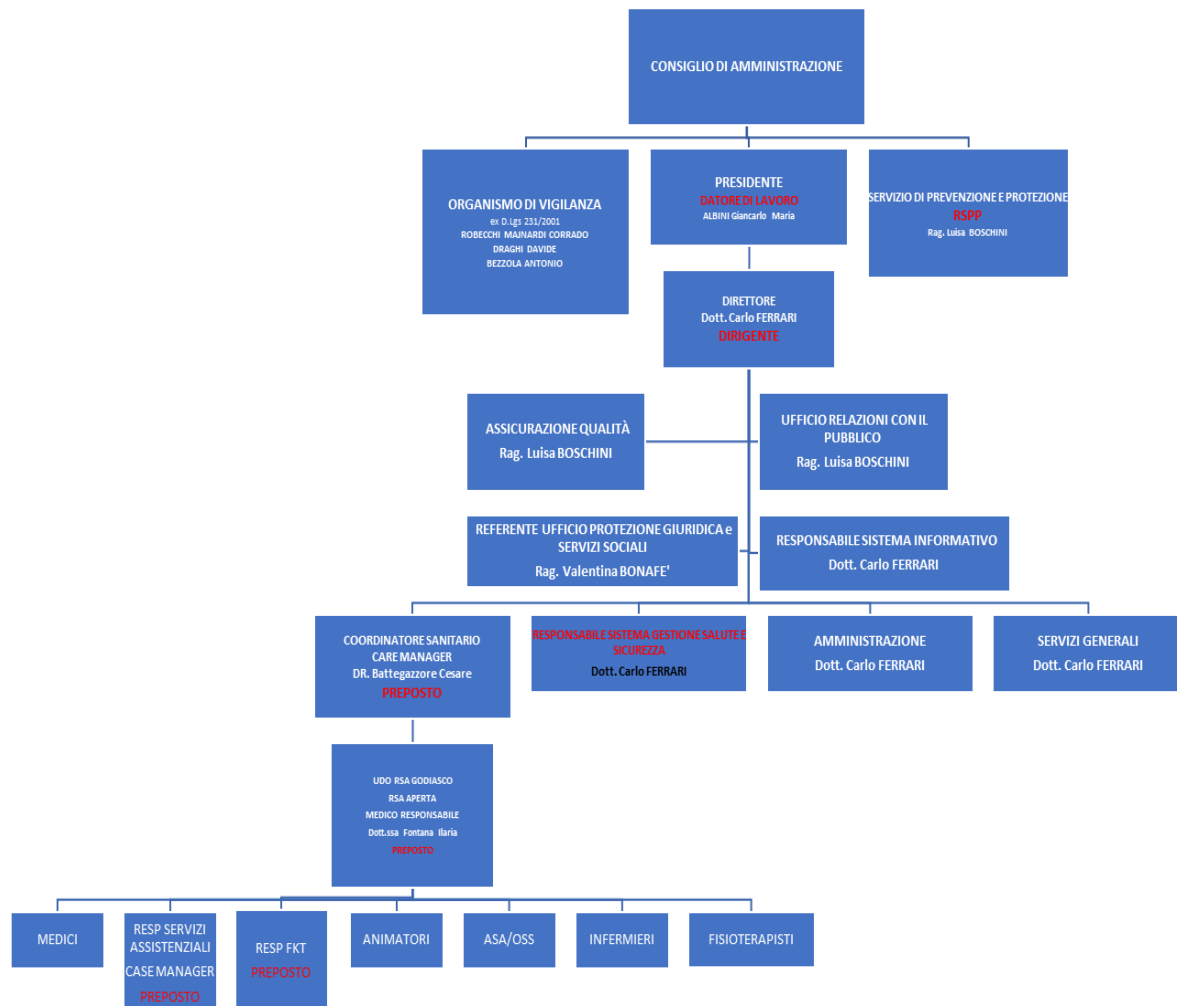 CONSIGLIO DI AMMINISTRAZIONE
ORGANISMO DI VIGILANZA
ex D.Lgs 231/2001
ROBECCHI MAINARDI CORRADO
DRAGHI DAVIDE
BEZZOLA ANTONIO
PRESIDENTE
DATORE DI LAVORO
ALBINI Giancarlo Maria
SERVIZIO DI PREVENZIONE E PROTEZIONE
RSPP
Rag. Luisa BOSCHINI
DIRETTORE
Dott. Carlo FERRARI
DIRIGENTE
ASSICURAZIONE QUALITÀ
Rag. Luisa BOSCHINI
UFFICIO RELAZIONI CON IL
PUBBLICO
Rag. Luisa BOSCHINI
REFERENTE UFFICIO PROTEZIONE GIURIDICA e
SERVIZI SOCIALI
Rag. Valentina BONAFE'
RESPONSABILE SISTEMA INFORMATIVO
Dott. Carlo FERRARI
COORDINATORE SANITARIO
CARE MANAGER
DR. Battegazzore Cesare
PREPOSTO
RESPONSABILE SISTEMA GESTIONE SALUTE E
SICUREZZA
Dott. Carlo FERRARI
AMMINISTRAZIONE
Dott. Carlo FERRARI
SERVIZI GENERALI
Dott. Carlo FERRARI
UDO RSA GODIASCO
RSA APERTA
MEDICO RESPONSABILE
Dott.ssa Fontana Ilaria
PREPOSTO
MEDICI
RESP SERVIZI
ASSISTENZIALI
CASE MANAGER
PREPOSTO
RESP FKT
PREPOSTO
ANIMATORI
ASA/OSS
INFERMIERI
FISIOTERAPISTI